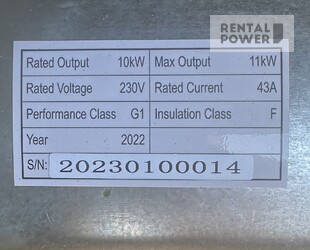 RENTAL
POWER
Rated Output 10kW Max Output 11kW
Rated Voltage 230V Rated Current 43A
Performance Class G1 Insulation Class F
Year 2022
S/N: 20230100014